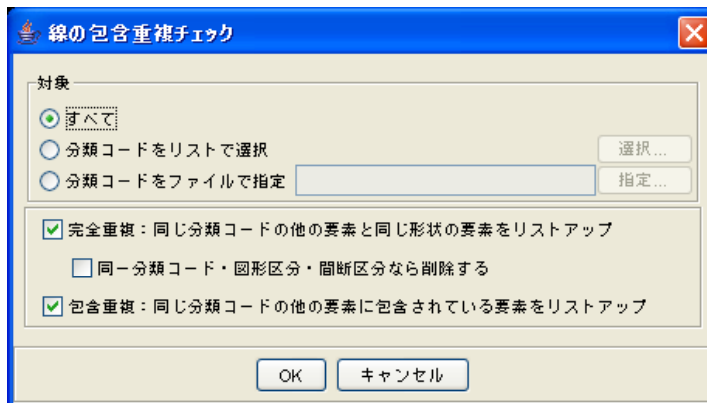 線の包含重複チェック
対象
すべて
分類コードをリストで選択
選択...
分類コードをファイルで指定
指定...
完全重複：同じ分類コードの他の要素と同じ形状の要素をリストアップ
同一分類コード・図形区分・間断区分なら削除する
包含重複：同じ分類コードの他の要素に包含されている要素をリストアップ
OK
キャンセル